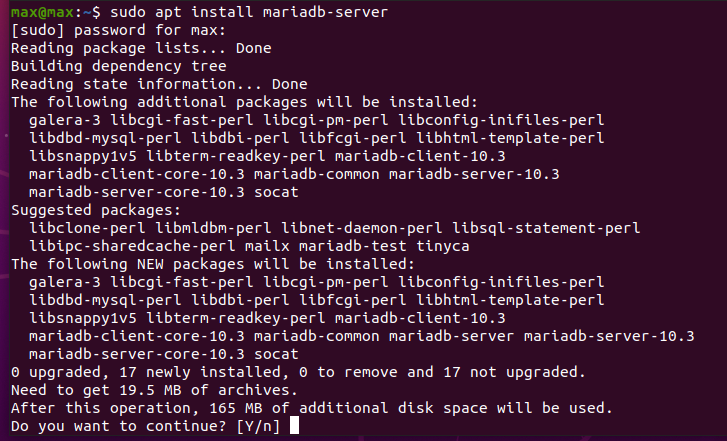 max@max:~$ sudo apt install mariadb-server
[sudo] password for max:
Reading package lists... Done
Building dependency tree
Reading state information... Done
The following additional packages will be installed:
  galera-3 libcgi-fast-perl libcgi-pm-perl libconfig-inifiles-perl
  libdbd-mysql-perl libdbi-perl libfcgi-perl libhtml-template-perl
  libsnappy1v5 libterm-readkey-perl mariadb-client-10.3
  mariadb-client-core-10.3 mariadb-common mariadb-server-10.3
  mariadb-server-core-10.3 socat
Suggested packages:
  libclone-perl libmldbm-perl libnet-daemon-perl libsql-statement-perl
  libipc-sharedcache-perl mailx mariadb-test tinyca
The following NEW packages will be installed:
  galera-3 libcgi-fast-perl libcgi-pm-perl libconfig-inifiles-perl
  libdbd-mysql-perl libdbi-perl libfcgi-perl libhtml-template-perl
  libsnappy1v5 libterm-readkey-perl mariadb-client-10.3
  mariadb-client-core-10.3 mariadb-common mariadb-server mariadb-server-10.3
  mariadb-server-core-10.3 socat
0 upgraded, 17 newly installed, 0 to remove and 17 not upgraded.
Need to get 19.5 MB of archives.
After this operation, 165 MB of additional disk space will be used.
Do you want to continue? [Y/n]